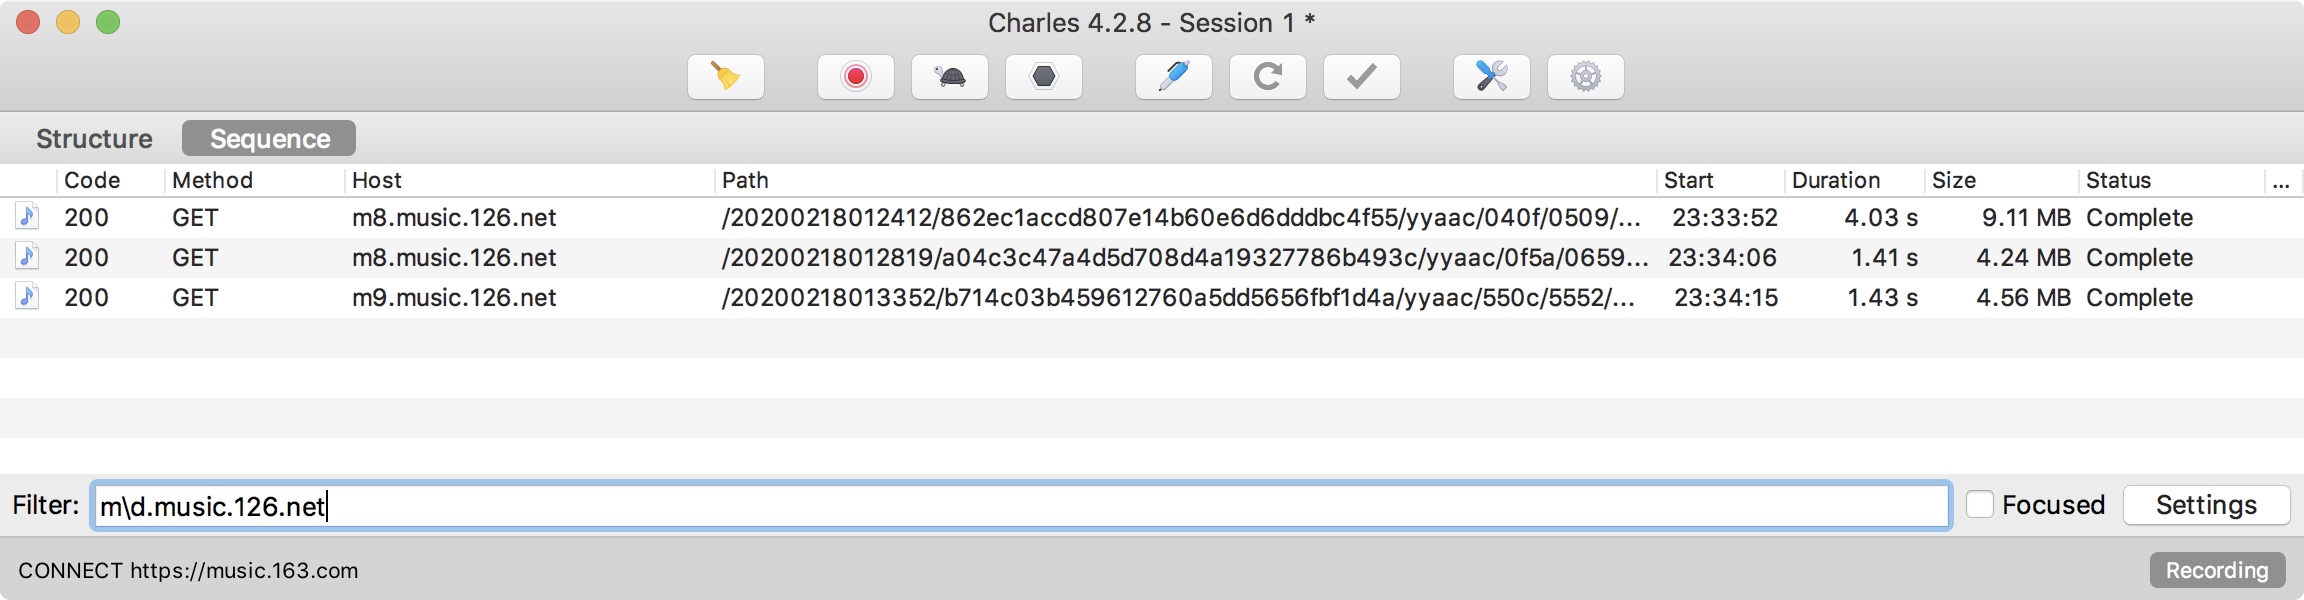 Charles 4.2.8 - Session 1 *
Structure Sequence
Code Method Host Path Start Duration Size Status ...
200 GET m8.music.126.net /20200218012412/862ec1accd807e14b60e6d6dddbc4f55/yyaac/040f/0509/... 23:33:52 4.03 s 9.11 MB Complete
200 GET m8.music.126.net /20200218012819/a04c3c47a4d5d708d4a19327786b493c/yyaac/0f5a/0659... 23:34:06 1.41 s 4.24 MB Complete
200 GET m9.music.126.net /20200218013352/b714c03b459612760a5dd5656fbf1d4a/yyaac/550c/5552/... 23:34:15 1.43 s 4.56 MB Complete
Filter: m\d.music.126.net Focused Settings
CONNECT https://music.163.com Recording